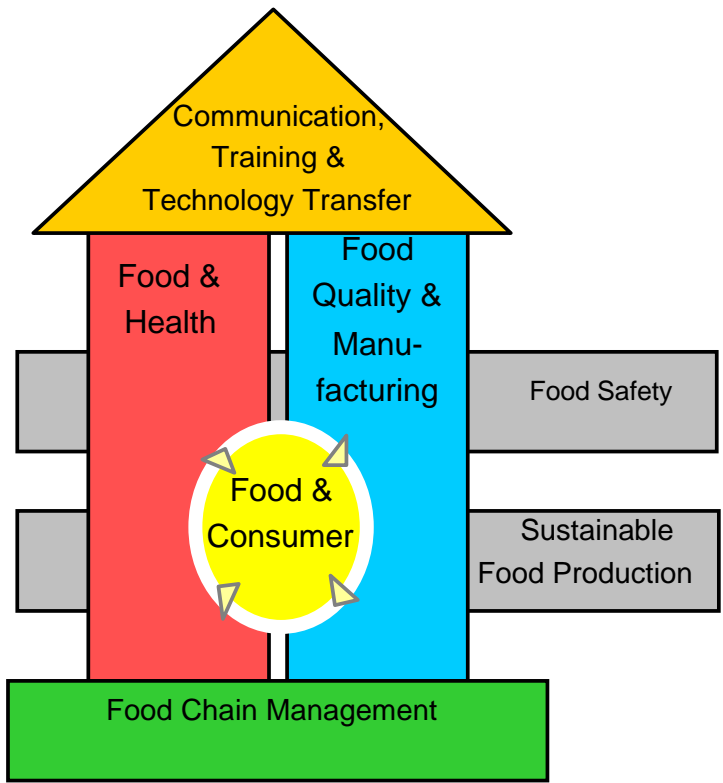 Communication,
Training &
Technology Transfer
Food &
Health
Food
Quality &
Manu-
facturing
Food Safety
Food &
Consumer
Sustainable
Food Production
Food Chain Management